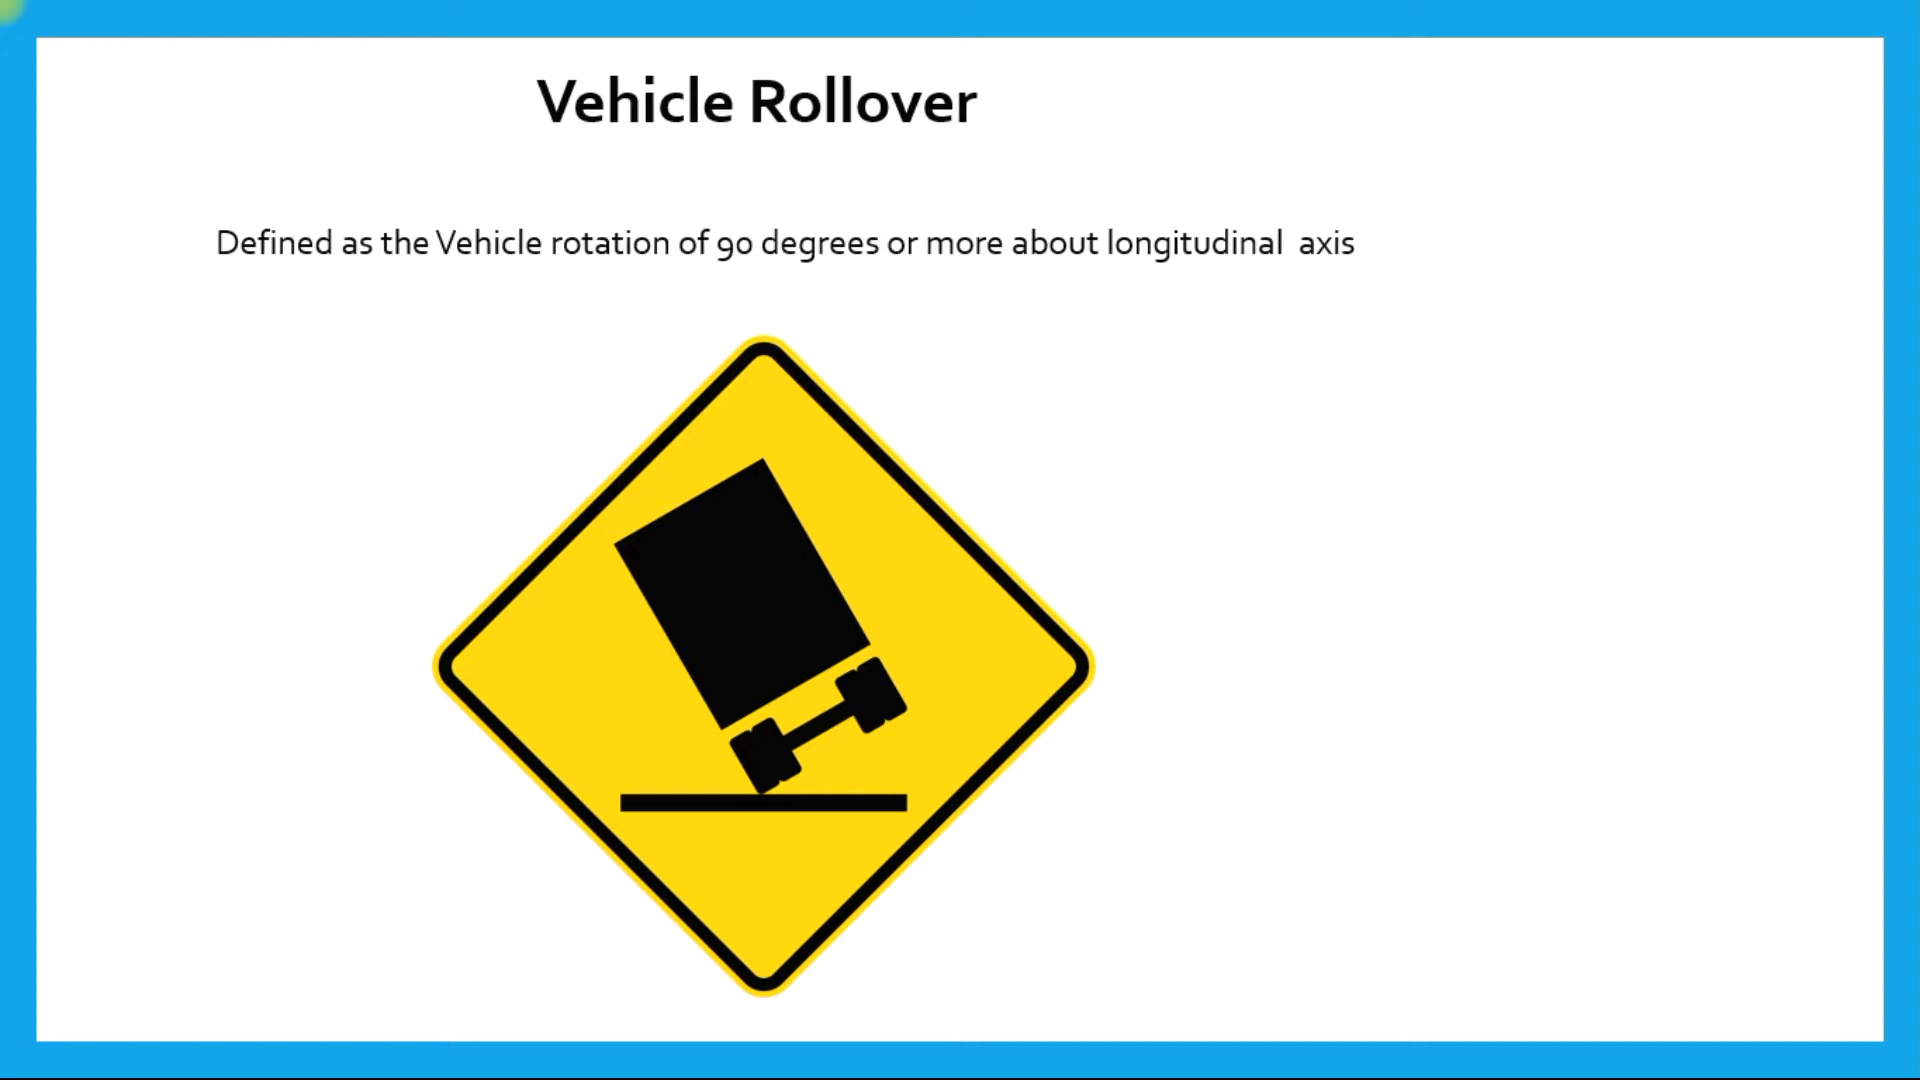 Vehicle Rollover
Defined as the Vehicle rotation of 90 degrees or more about longitudinal axis